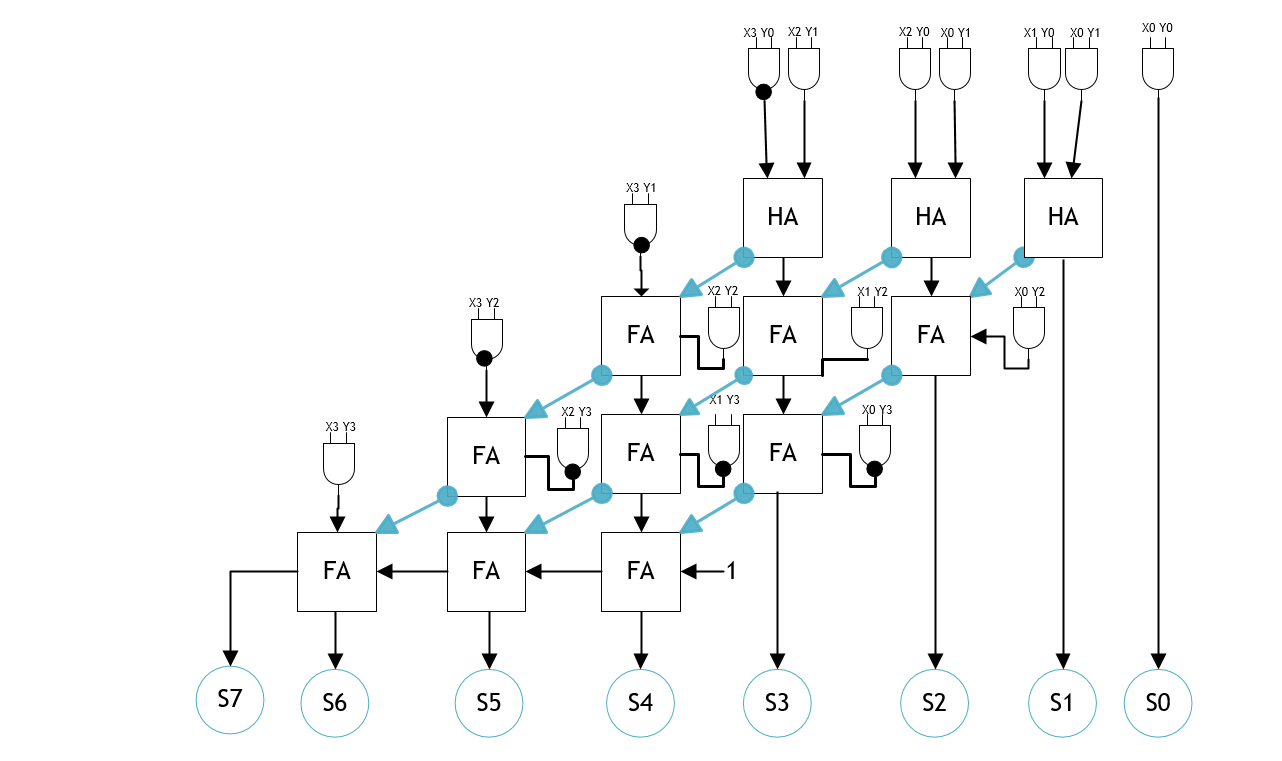 X0 Y0
X3 Y0 X2 Y1 X2 Y0 X0 Y1 X1 Y0 X0 Y1
X3 Y1
HA HA HA
X2 Y2 X1 Y2 X0 Y2
X3 Y2
FA FA FA
X1 Y3
X2 Y3 X0 Y3
X3 Y3
FA FA FA
FA FA FA 1
S7 S6 S5 S4 S3 S2 S1 S0